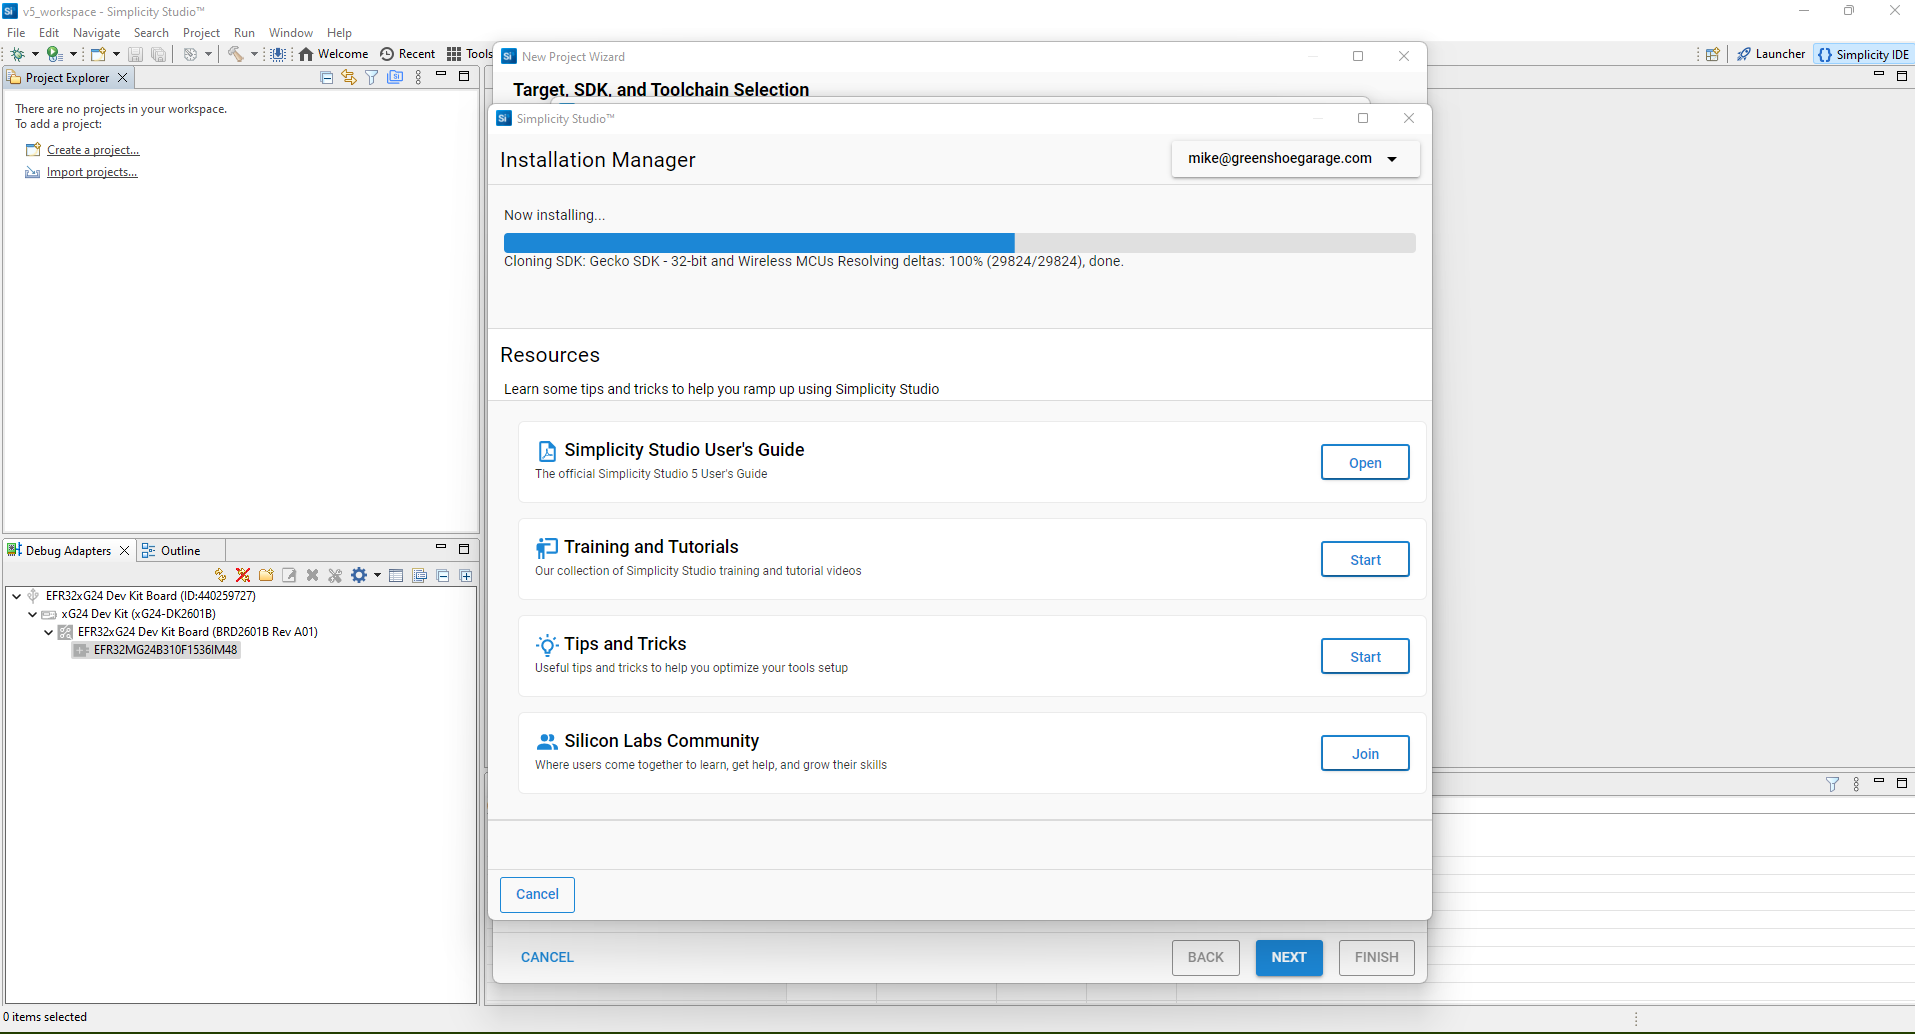 v5_workspace - Simplicity Studio™
File Edit Navigate Search Project Run Window Help
Welcome Recent Tools
Launcher Simplicity IDE
Project Explorer
There are no projects in your workspace.
To add a project:
Create a project...
Import projects...
Debug Adapters Outline
EFR32xG24 Dev Kit Board (ID:440259727)
xG24 Dev Kit (xG24-DK2601B)
EFR32xG24 Dev Kit Board (BRD2601B Rev A01)
EFR32MG24B310F1536IM48
0 items selected
New Project Wizard
Target, SDK, and Toolchain Selection
Simplicity Studio™
Installation Manager
mike@greenshoegarage.com
Now installing...
Cloning SDK: Gecko SDK - 32-bit and Wireless MCUs Resolving deltas: 100% (29824/29824), done.
Resources
Learn some tips and tricks to help you ramp up using Simplicity Studio
Simplicity Studio User's Guide
The official Simplicity Studio 5 User's Guide
Open
Training and Tutorials
Our collection of Simplicity Studio training and tutorial videos
Start
Tips and Tricks
Useful tips and tricks to help you optimize your tools setup
Start
Silicon Labs Community
Where users come together to learn, get help, and grow their skills
Join
Cancel
CANCEL BACK NEXT FINISH